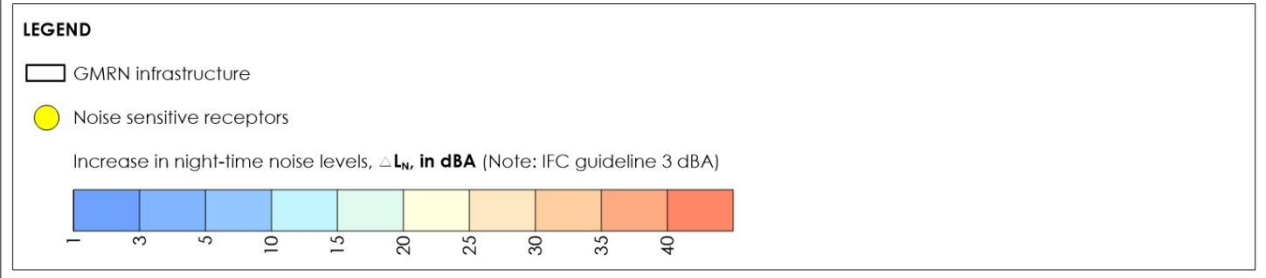 LEGEND
GMRN infrastructure
Noise sensitive receptors
Increase in night-time noise levels, △LN, in dBA (Note: IFC guideline 3 dBA)
1 3 5 10 15 20 25 30 35 40